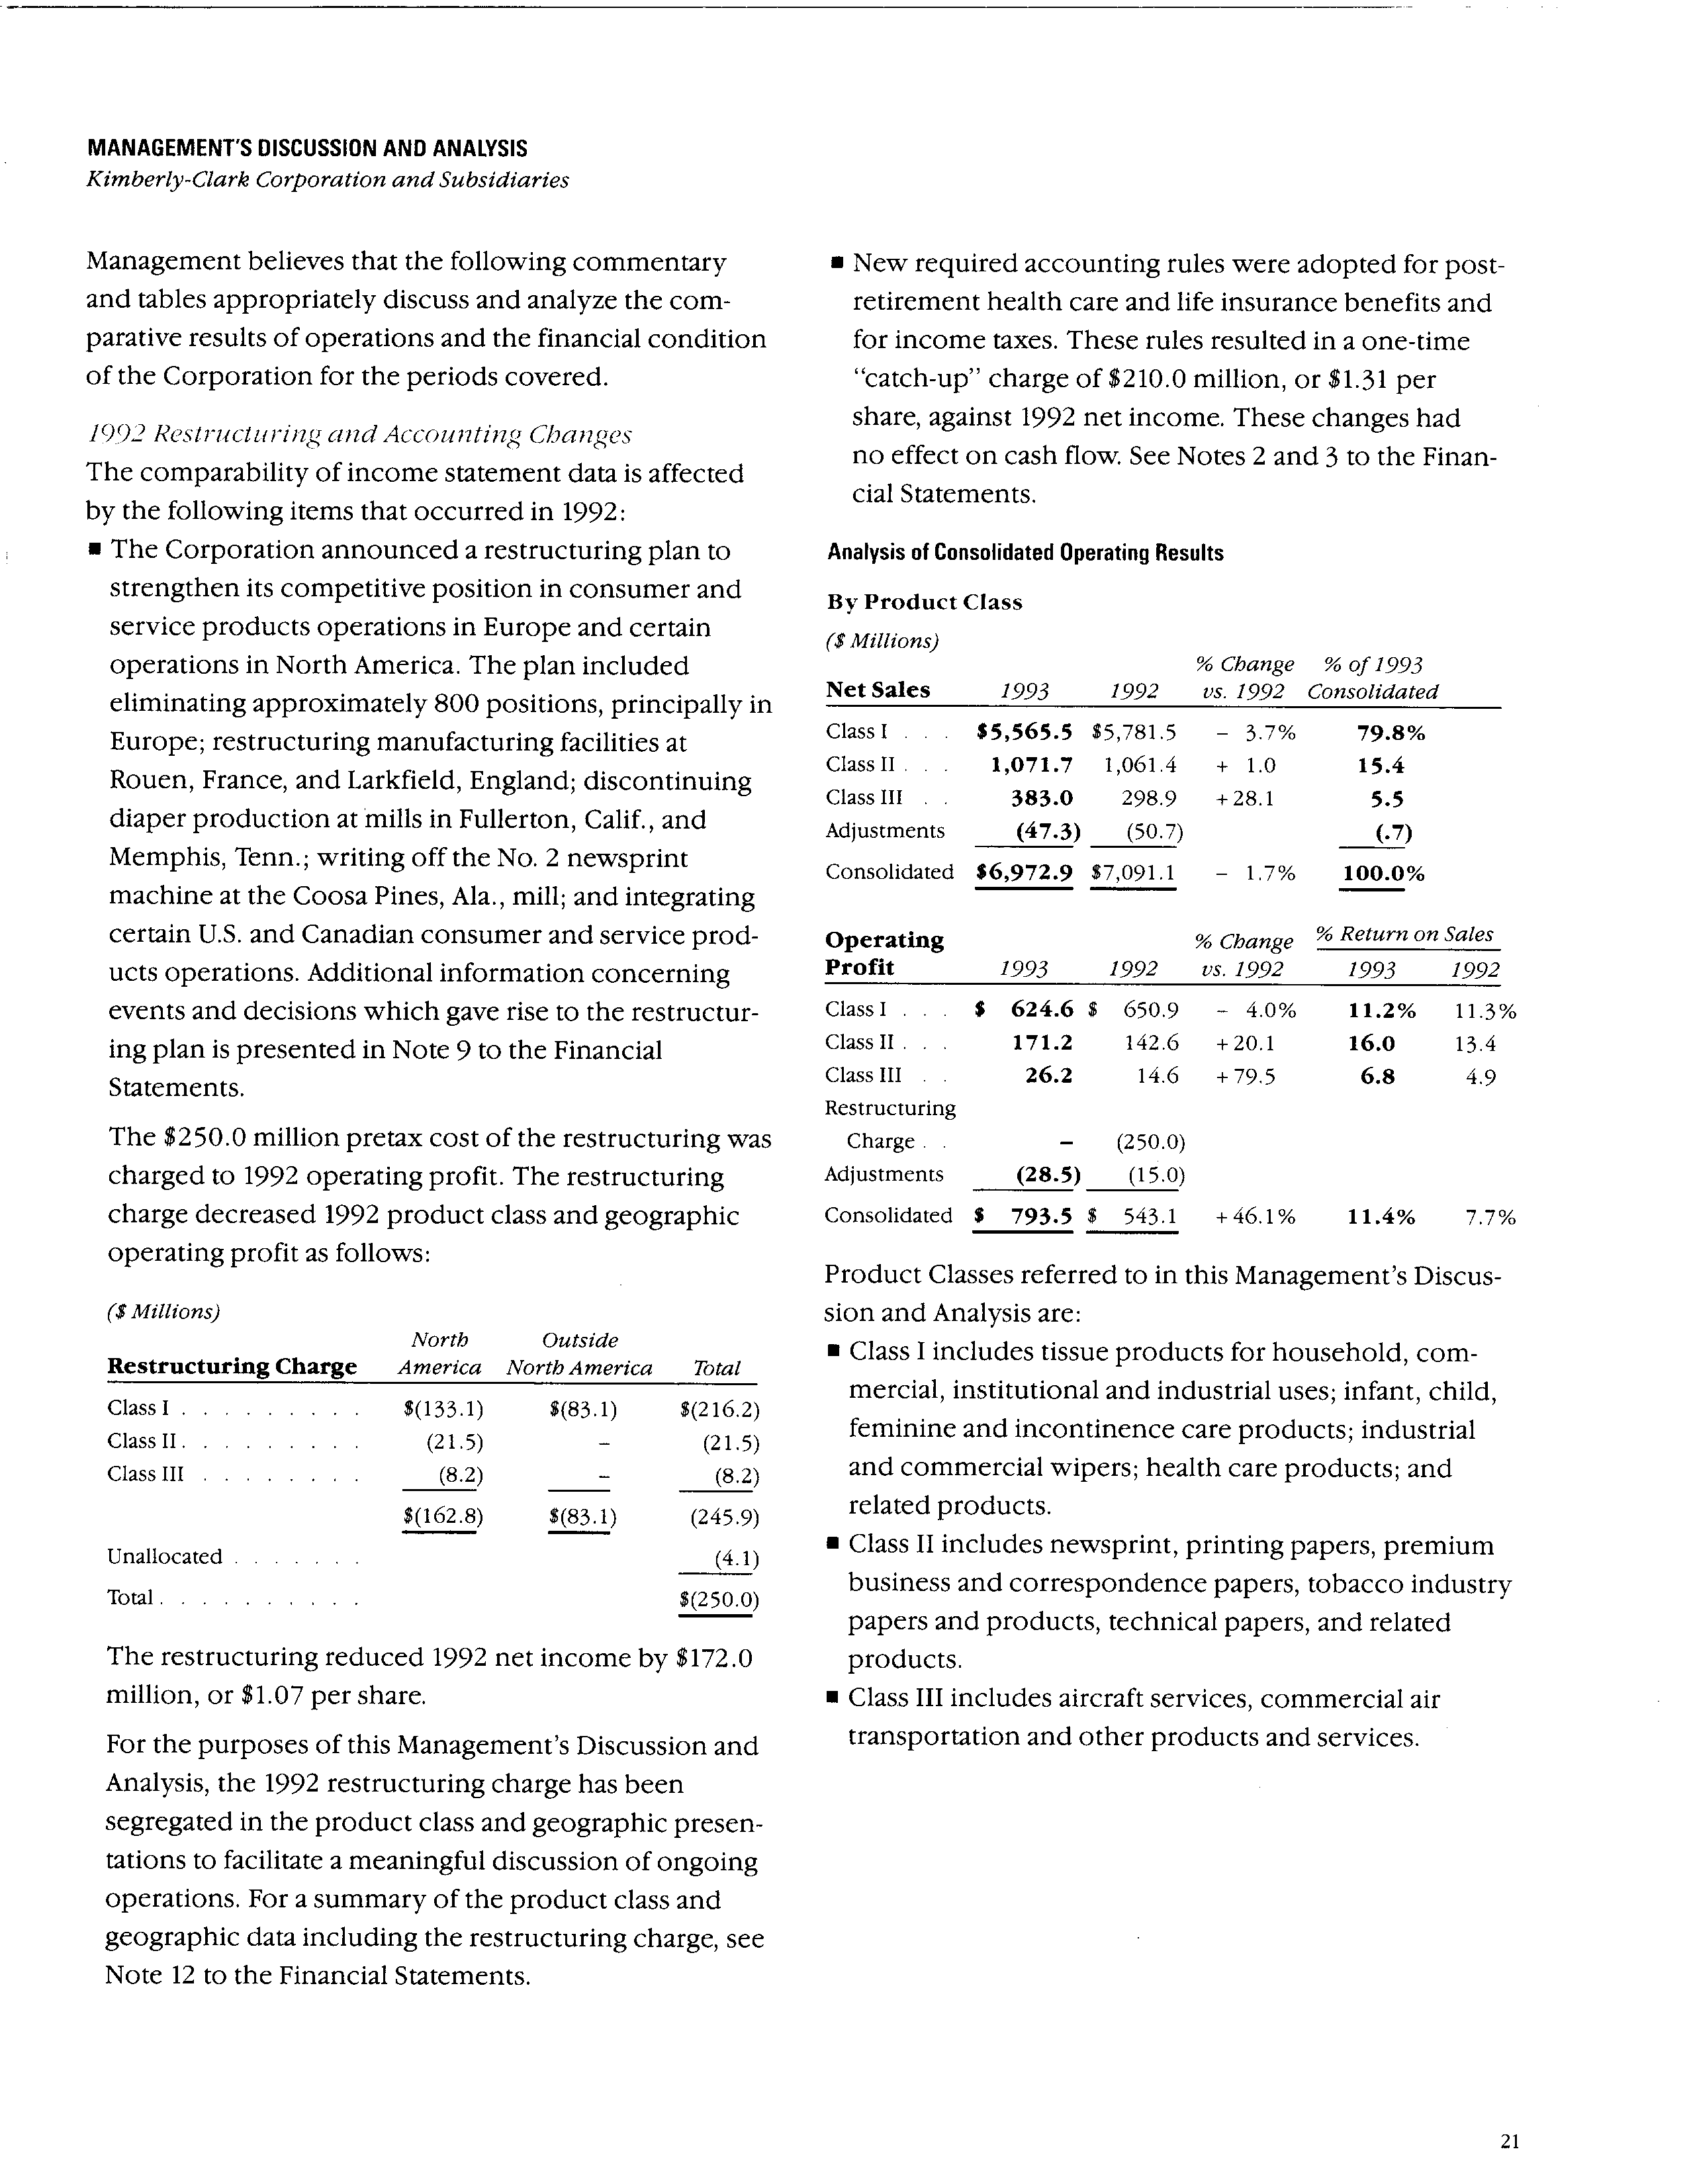 MANAGEMENT'S DISCUSSION AND ANALYSIS
Kimberly-Clark Corporation and Subsidiaries
Management believes that the following commentary
and tables appropriately discuss and analyze the com-
parative results of operations and the financial condition
of the Corporation for the periods covered.
1992 Restructuring and Accounting Changes
The comparability of income statement data is affected
by the following items that occurred in 1992:
■ The Corporation announced a restructuring plan to
strengthen its competitive position in consumer and
service products operations in Europe and certain
operations in North America. The plan included
eliminating approximately 800 positions, principally in
Europe; restructuring manufacturing facilities at
Rouen, France, and Larkfield, England; discontinuing
diaper production at mills in Fullerton, Calif., and
Memphis, Tenn.; writing off the No. 2 newsprint
machine at the Coosa Pines, Ala., mill; and integrating
certain U.S. and Canadian consumer and service prod-
ucts operations. Additional information concerning
events and decisions which gave rise to the restructur-
ing plan is presented in Note 9 to the Financial
Statements.
The $250.0 million pretax cost of the restructuring was
charged to 1992 operating profit. The restructuring
charge decreased 1992 product class and geographic
operating profit as follows:
($ Millions)
North Outside
Restructuring Charge America North America Total
Class I . . . . . . . . . $(133.1) $(83.1) $(216.2)
Class II. . . . . . . . . (21.5) – (21.5)
Class III . . . . . . . . (8.2) – (8.2)
$(162.8) $(83.1) (245.9)
Unallocated . . . . . . . (4.1)
Total. . . . . . . . . . $(250.0)
The restructuring reduced 1992 net income by $172.0
million, or $1.07 per share.
For the purposes of this Management's Discussion and
Analysis, the 1992 restructuring charge has been
segregated in the product class and geographic presen-
tations to facilitate a meaningful discussion of ongoing
operations. For a summary of the product class and
geographic data including the restructuring charge, see
Note 12 to the Financial Statements.
■ New required accounting rules were adopted for post-
retirement health care and life insurance benefits and
for income taxes. These rules resulted in a one-time
“catch-up” charge of $210.0 million, or $1.31 per
share, against 1992 net income. These changes had
no effect on cash flow. See Notes 2 and 3 to the Finan-
cial Statements.
Analysis of Consolidated Operating Results
By Product Class
($ Millions)
% Change % of 1993
Net Sales 1993 1992 vs. 1992 Consolidated
Class I . . . $5,565.5 $5,781.5 – 3.7% 79.8%
Class II . . . 1,071.7 1,061.4 + 1.0 15.4
Class III . . 383.0 298.9 +28.1 5.5
Adjustments (47.3) (50.7) (.7)
Consolidated $6,972.9 $7,091.1 – 1.7% 100.0%
Operating % Change % Return on Sales
Profit 1993 1992 vs. 1992 1993 1992
Class I . . . $ 624.6 $ 650.9 – 4.0% 11.2% 11.3%
Class II . . . 171.2 142.6 +20.1 16.0 13.4
Class III . . 26.2 14.6 +79.5 6.8 4.9
Restructuring
Charge . . – (250.0)
Adjustments (28.5) (15.0)
Consolidated $ 793.5 $ 543.1 +46.1% 11.4% 7.7%
Product Classes referred to in this Management's Discus-
sion and Analysis are:
■ Class I includes tissue products for household, com-
mercial, institutional and industrial uses; infant, child,
feminine and incontinence care products; industrial
and commercial wipers; health care products; and
related products.
■ Class II includes newsprint, printing papers, premium
business and correspondence papers, tobacco industry
papers and products, technical papers, and related
products.
■ Class III includes aircraft services, commercial air
transportation and other products and services.
21